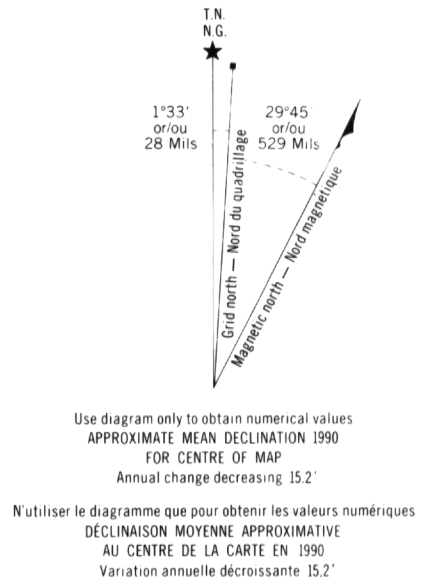 T.N.
N.G.
1°33′
or/ou
28 Mils
29°45
or/ou
529 Mils
Grid north — Nord du quadrillage
Magnetic north — Nord magnétique
Use diagram only to obtain numerical values
APPROXIMATE MEAN DECLINATION 1990
FOR CENTRE OF MAP
Annual change decreasing 15.2′
N'utiliser le diagramme que pour obtenir les valeurs numériques
DÉCLINAISON MOYENNE APPROXIMATIVE
AU CENTRE DE LA CARTE EN 1990
Variation annuelle décroissante 15,2′